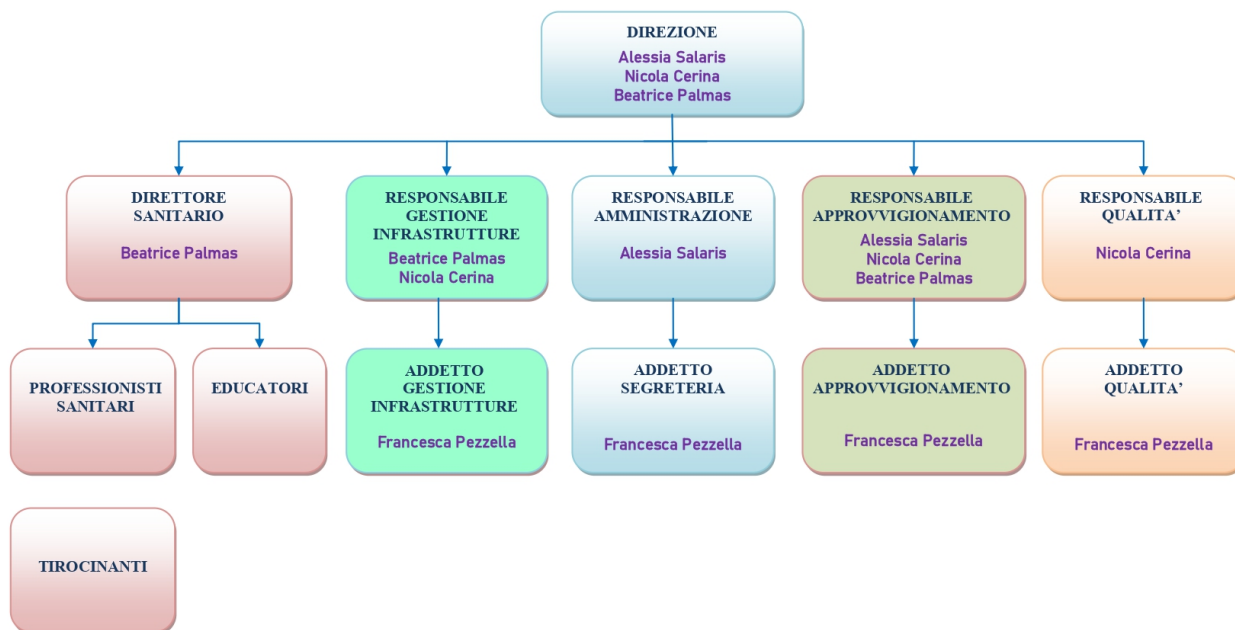 DIREZIONE
Alessia Salaris
Nicola Cerina
Beatrice Palmas
DIRETTORE
SANITARIO
Beatrice Palmas
RESPONSABILE
GESTIONE
INFRASTRUTTURE
Beatrice Palmas
Nicola Cerina
RESPONSABILE
AMMINISTRAZIONE
Alessia Salaris
RESPONSABILE
APPROVVIGIONAMENTO
Alessia Salaris
Nicola Cerina
Beatrice Palmas
RESPONSABILE
QUALITA’
Nicola Cerina
PROFESSIONISTI
SANITARI
EDUCATORI
ADDETTO
GESTIONE
INFRASTRUTTURE
Francesca Pezzella
ADDETTO
SEGRETERIA
Francesca Pezzella
ADDETTO
APPROVVIGIONAMENTO
Francesca Pezzella
ADDETTO
QUALITA’
Francesca Pezzella
TIROCINANTI